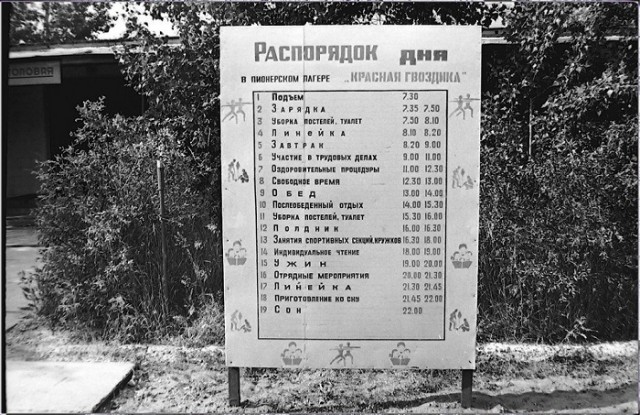 СТОЛОВАЯ
РАСПОРЯДОК ДНЯ
В ПИОНЕРСКОМ ЛАГЕРЕ „КРАСНАЯ ГВОЗДИКА“
1 Подъем 7.30
2 Зарядка 7.35 7.50
3 Уборка постелей, туалет 7.50 8.10
4 Линейка 8.10 8.20
5 Завтрак 8.20 9.00
6 Участие в трудовых делах 9.00 11.00
7 Оздоровительные процедуры 11.00 12.30
8 Свободное время 12.30 13.00
9 Обед 13.00 14.00
10 Послеобеденный отдых 14.00 15.30
11 Уборка постелей, туалет 15.30 16.00
12 Полдник 16.00 16.30
13 Занятия спортивных секций, кружков 16.30 18.00
14 Индивидуальное чтение 18.00 19.00
15 Ужин 19.00 20.00
16 Отрядные мероприятия 20.00 21.30
17 Линейка 21.30 21.45
18 Приготовление ко сну 21.45 22.00
19 Сон 22.00